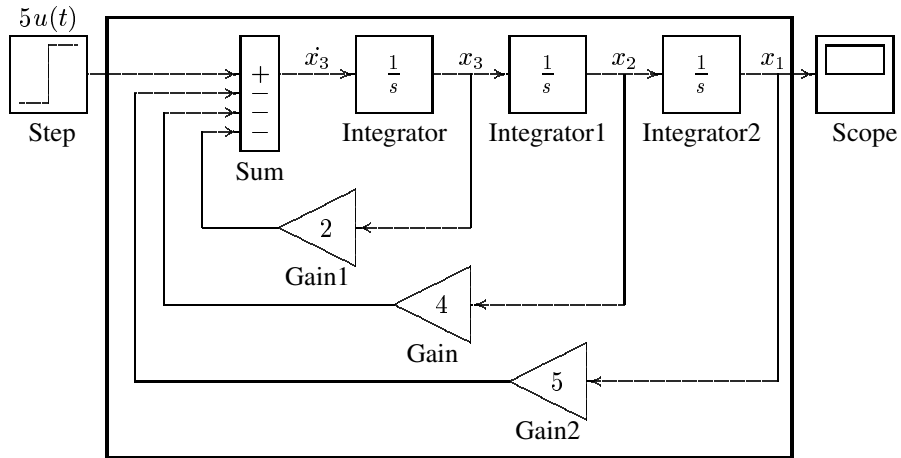 5u(t)
Step
+
−
−
−
Sum
ẋ₃
1/s
Integrator
x₃
1/s
Integrator1
x₂
1/s
Integrator2
x₁
Scope
2
Gain1
4
Gain
5
Gain2